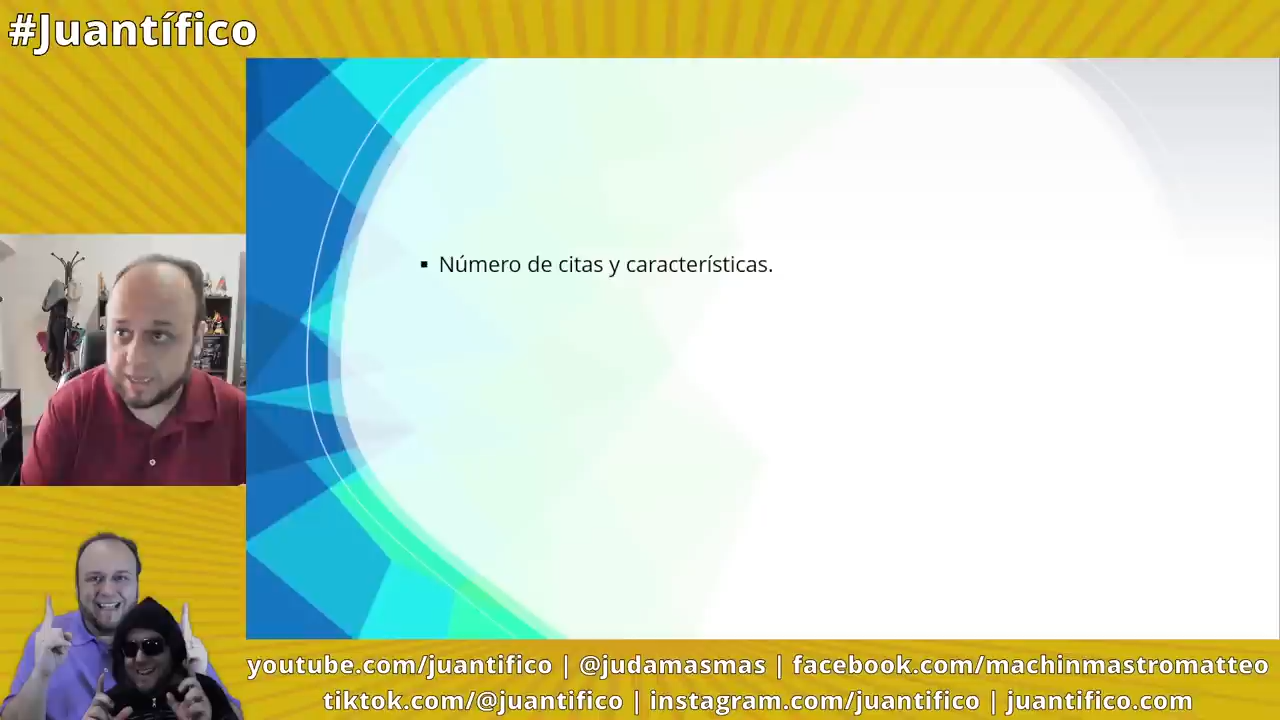 #Juantífico
▪ Número de citas y características.
youtube.com/juantifico | @judamasmas | facebook.com/machinmastromatteo
tiktok.com/@juantifico | instagram.com/juantifico | juantifico.com